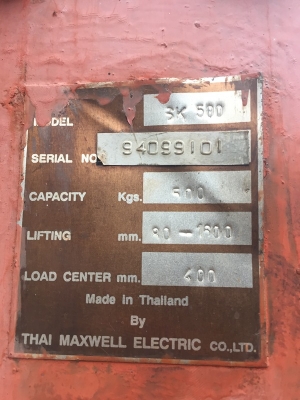 MODEL SK 500
SERIAL NO. 94099101
CAPACITY Kgs. 500
LIFTING mm. 90-1600
LOAD CENTER mm. 400
Made in Thailand
By
THAI MAXWELL ELECTRIC CO.,LTD.